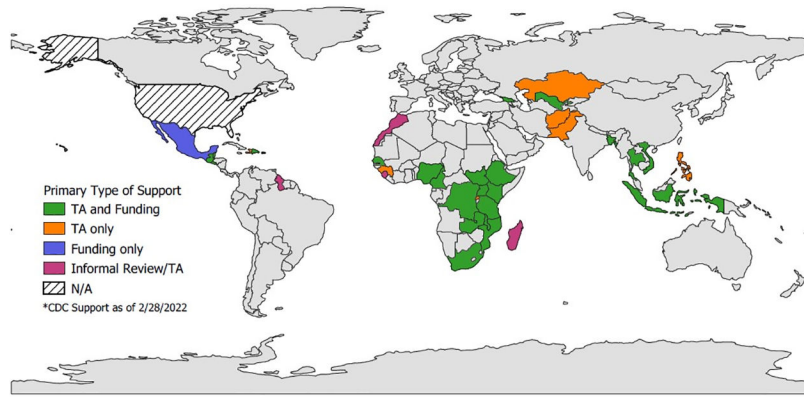 Primary Type of Support
TA and Funding
TA only
Funding only
Informal Review/TA
N/A
*CDC Support as of 2/28/2022